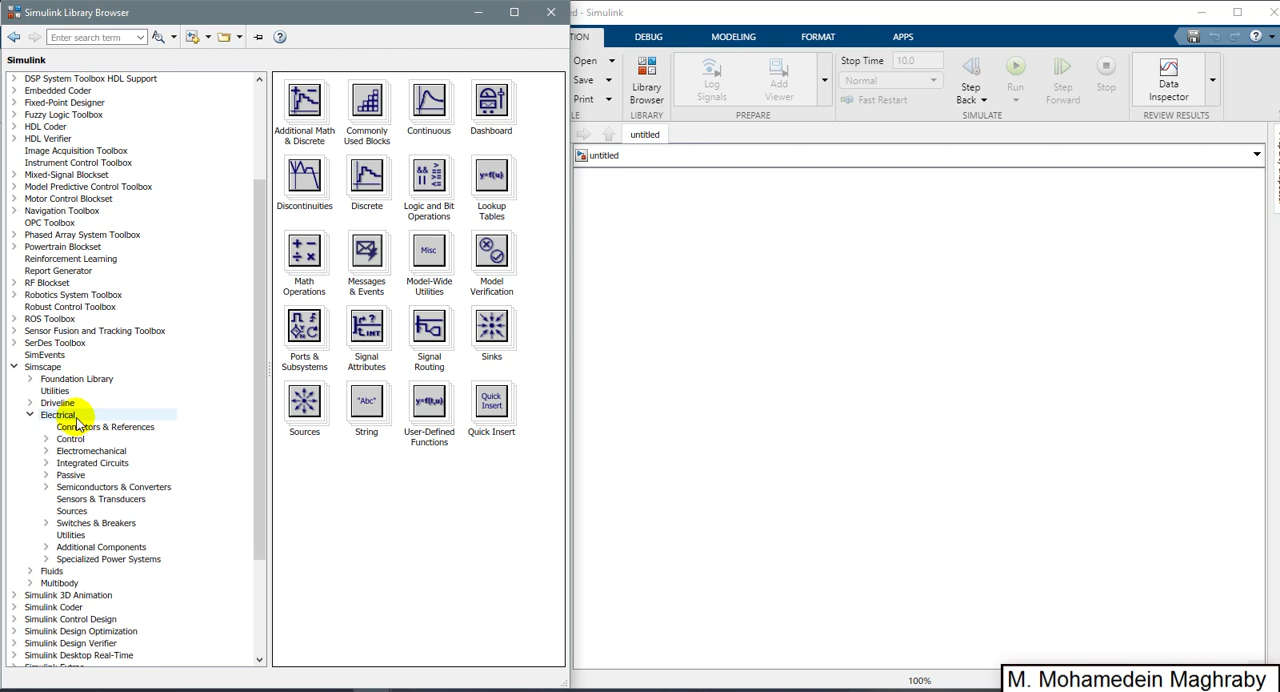 Simulink Library Browser
Enter search term
Simulink
DSP System Toolbox HDL Support
Embedded Coder
Fixed-Point Designer
Fuzzy Logic Toolbox
HDL Coder
HDL Verifier
Image Acquisition Toolbox
Instrument Control Toolbox
Mixed-Signal Blockset
Model Predictive Control Toolbox
Motor Control Blockset
Navigation Toolbox
OPC Toolbox
Phased Array System Toolbox
Powertrain Blockset
Reinforcement Learning
Report Generator
RF Blockset
Robotics System Toolbox
Robust Control Toolbox
ROS Toolbox
Sensor Fusion and Tracking Toolbox
SerDes Toolbox
SimEvents
Simscape
Foundation Library
Utilities
Driveline
Electrical
Connectors & References
Control
Electromechanical
Integrated Circuits
Passive
Semiconductors & Converters
Sensors & Transducers
Sources
Switches & Breakers
Utilities
Additional Components
Specialized Power Systems
Fluids
Multibody
Simulink 3D Animation
Simulink Coder
Simulink Control Design
Simulink Design Optimization
Simulink Design Verifier
Simulink Desktop Real-Time
Additional Math
& Discrete
Commonly
Used Blocks
Continuous
Dashboard
Discontinuities
Discrete
&& >=
|| <=
Logic and Bit
Operations
y=f(u)
Lookup
Tables
+ −
÷ ×
Math
Operations
Messages
& Events
Misc
Model-Wide
Utilities
Model
Verification
Ports &
Subsystems
Signal
Attributes
Signal
Routing
Sinks
Sources
"Abc"
String
y=f(t,u)
User-Defined
Functions
Quick
Insert
Quick Insert
d - Simulink
TION
DEBUG
MODELING
FORMAT
APPS
Open
Save
Print
LE
Library
Browser
LIBRARY
Log
Signals
Add
Viewer
PREPARE
Stop Time 10.0
Normal
Fast Restart
Step
Back
Run
Step
Forward
Stop
SIMULATE
Data
Inspector
REVIEW RESULTS
untitled
untitled
100%
M. Mohamedein Maghraby